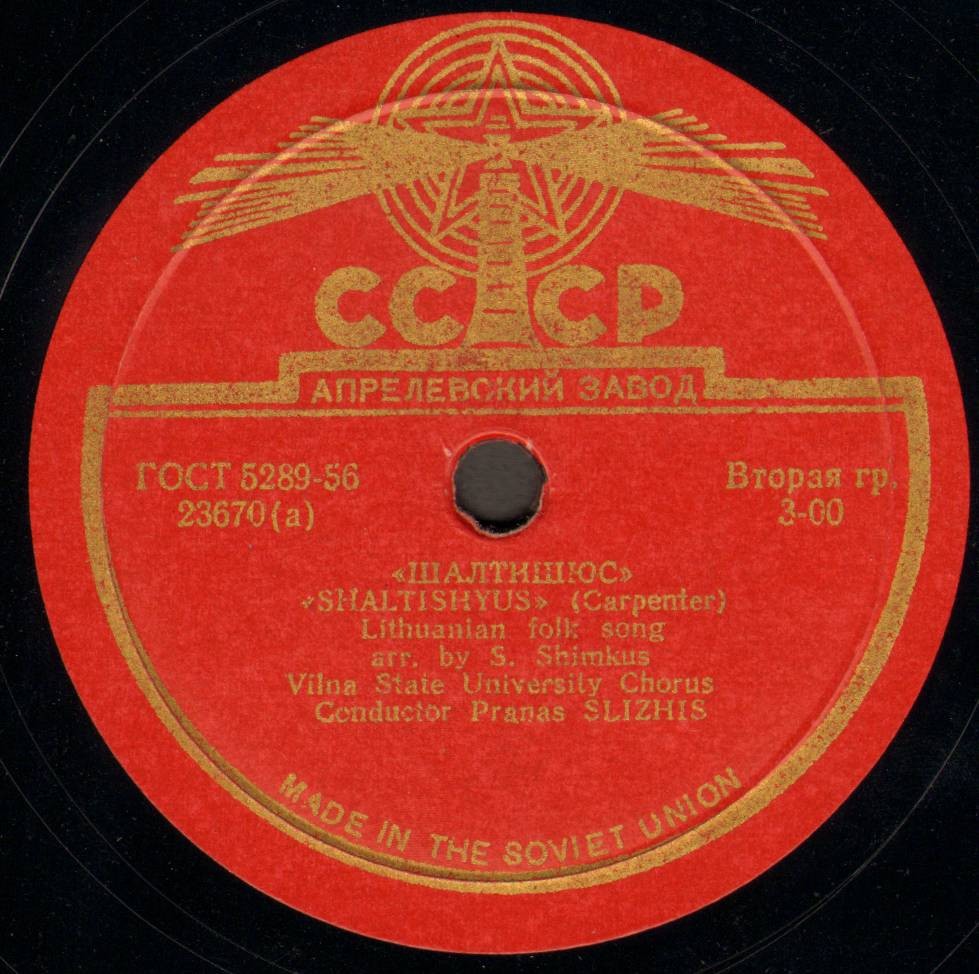 СССР
АПРЕЛЕВСКИЙ ЗАВОД
ГОСТ 5289-56
23670(а)
Вторая гр.
3-00
«ШАЛТИШЮС»
«SHALTISHYUS» (Carpenter)
Lithuanian folk song
arr. by S. Shimkus
Vilna State University Chorus
Conductor Pranas SLIZHIS
MADE IN THE SOVIET UNION